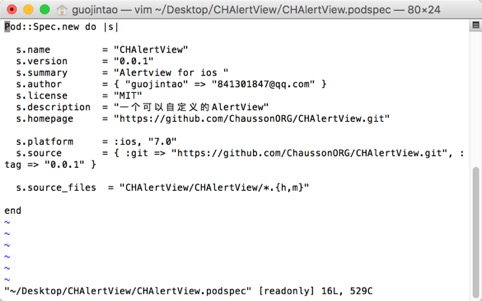 guojintao — vim ~/Desktop/CHAlertView/CHAlertView.podspec — 80×24
Pod::Spec.new do |s|
s.name = "CHAlertView"
s.version = "0.0.1"
s.summary = "Alertview for ios "
s.author = { "guojintao" => "841301847@qq.com" }
s.license = "MIT"
s.description = "一个可以自定义的AlertView"
s.homepage = "https://github.com/ChaussonORG/CHAlertView.git"
s.platform = :ios, "7.0"
s.source = { :git => "https://github.com/ChaussonORG/CHAlertView.git", :
tag => "0.0.1" }
s.source_files = "CHAlertView/CHAlertView/*.{h,m}"
end
~
~
~
~
~
~
"~/Desktop/CHAlertView/CHAlertView.podspec" [readonly] 16L, 529C